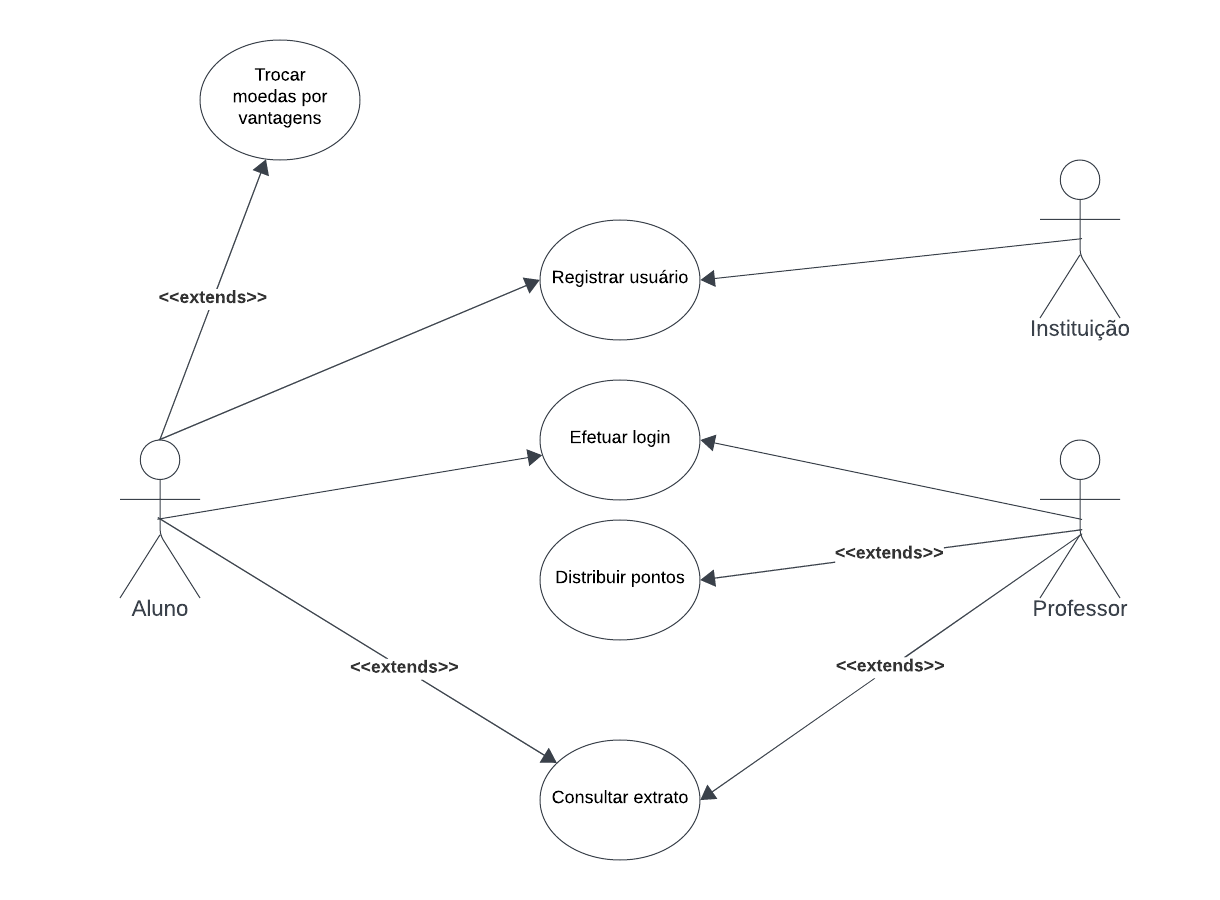 Trocar
moedas por
vantagens
<<extends>>
Registrar usuário
Instituição
Efetuar login
<<extends>>
Distribuir pontos
Aluno
Professor
<<extends>>
<<extends>>
Consultar extrato